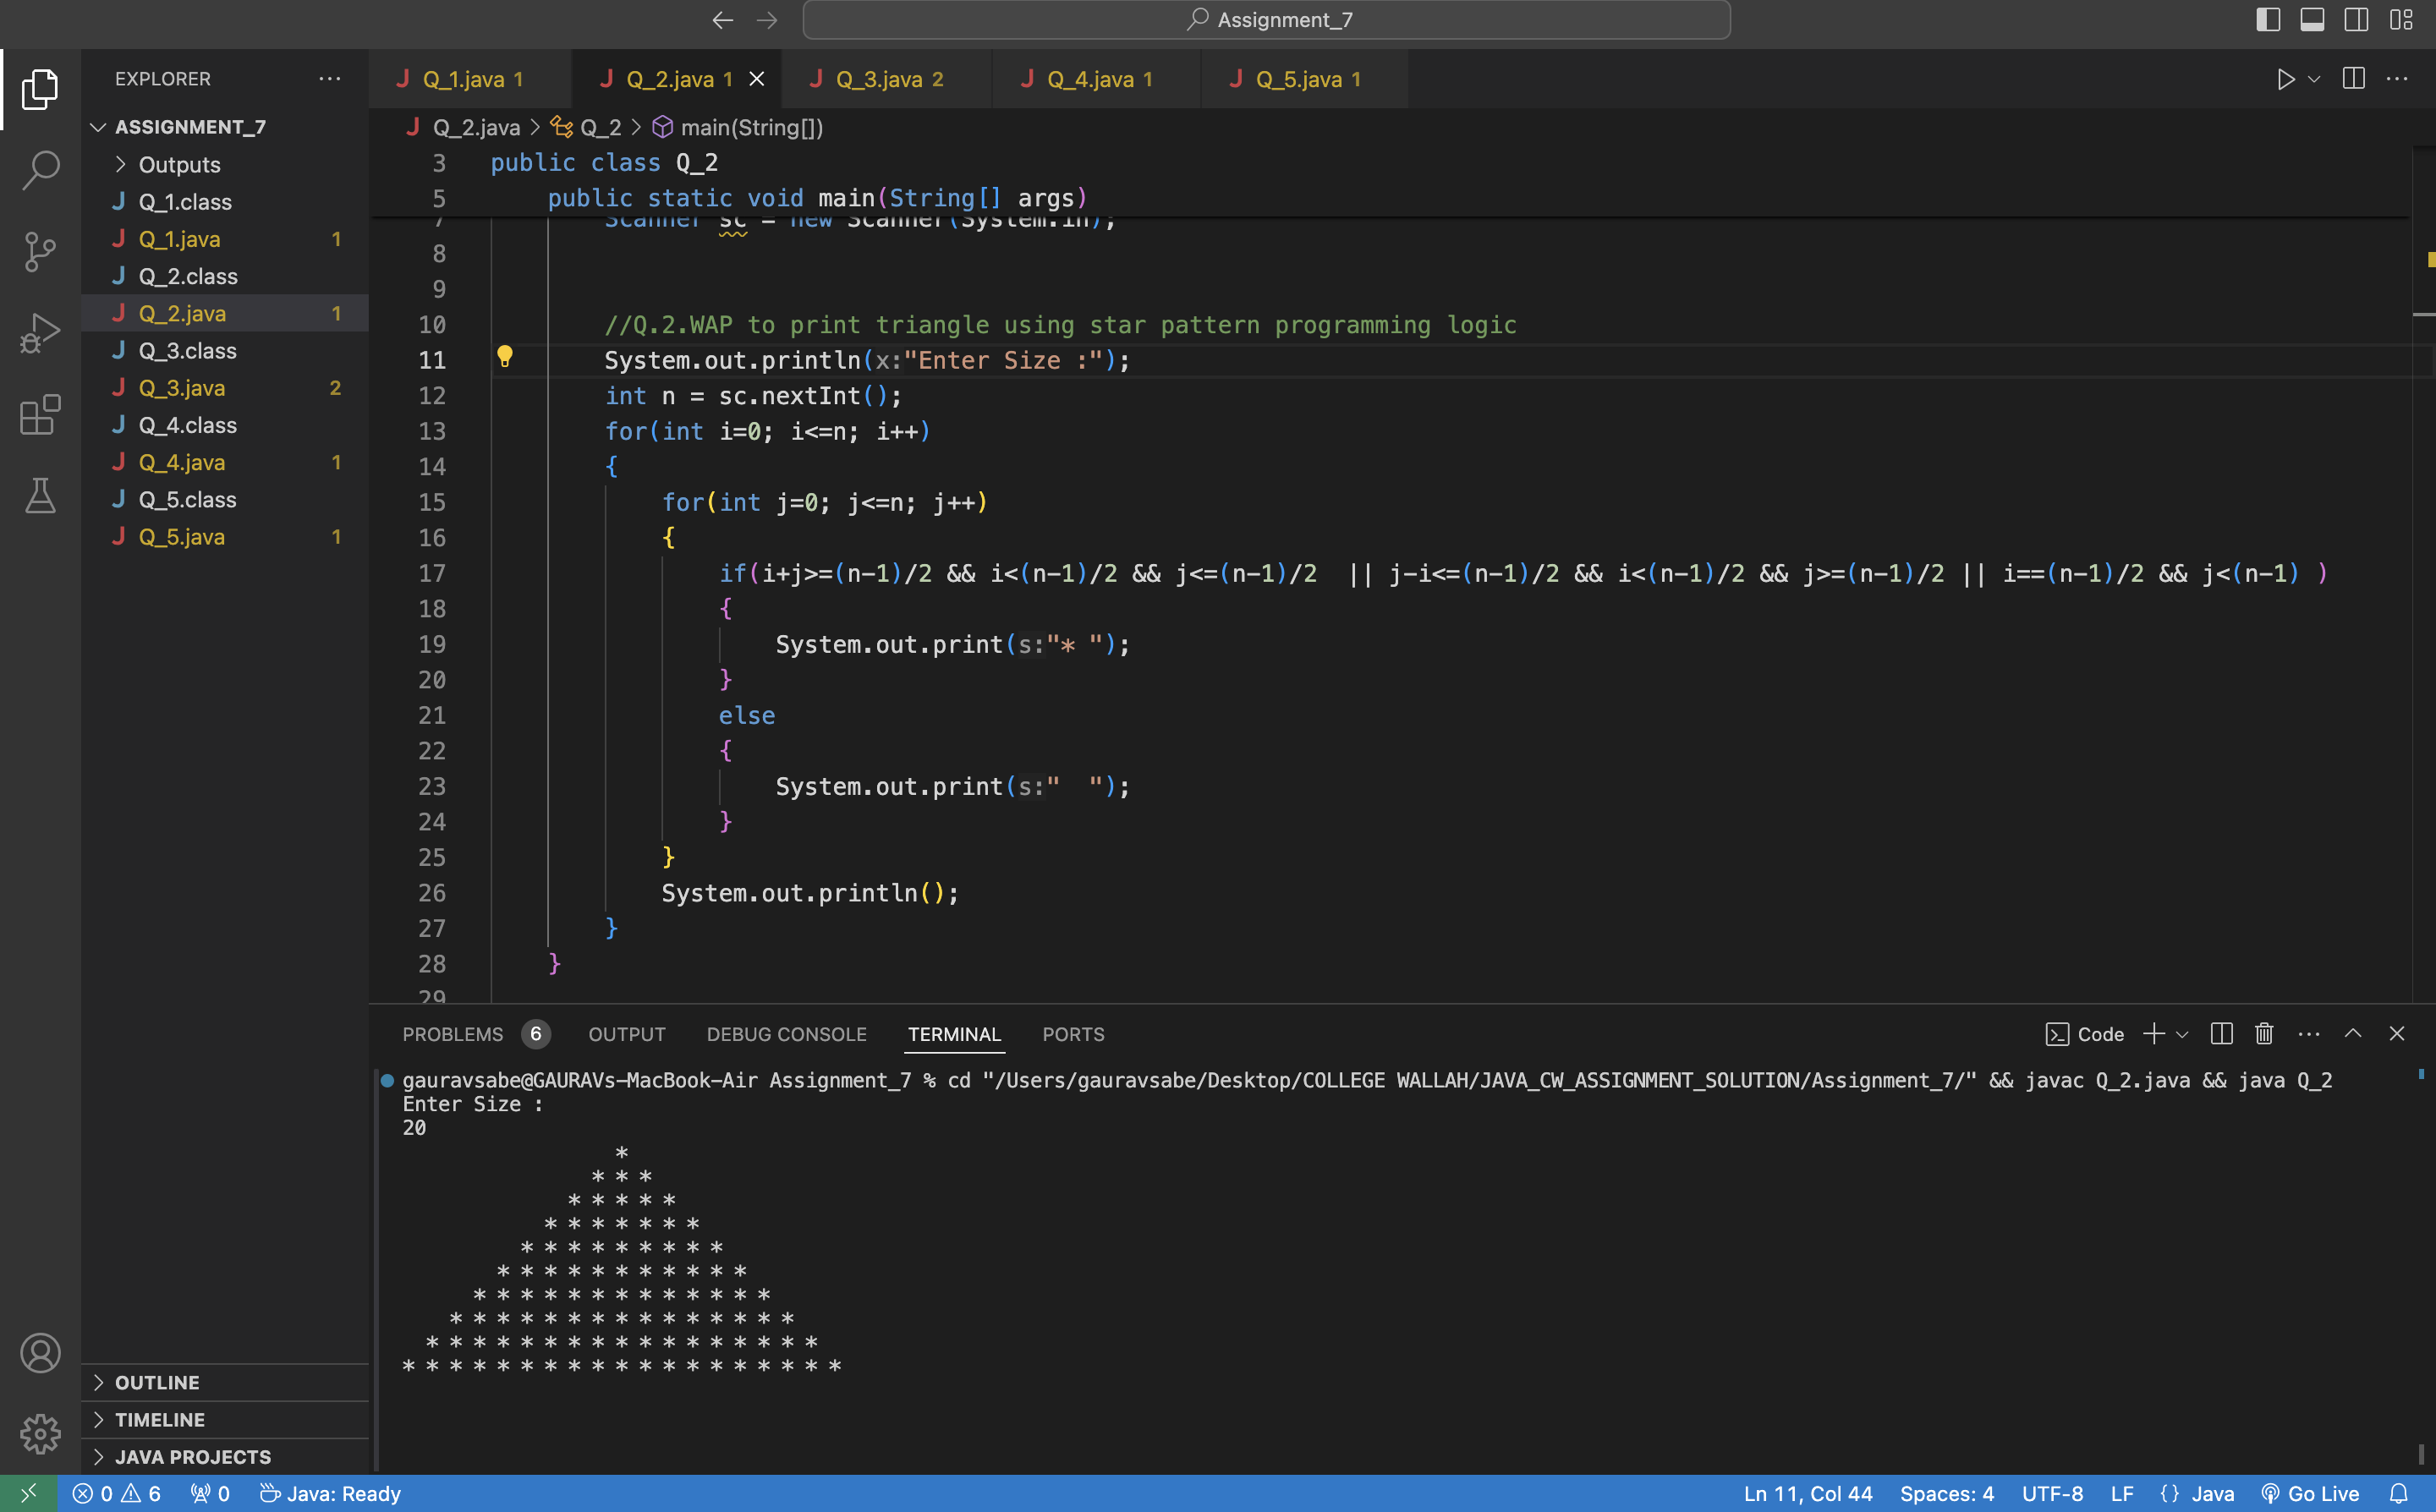 Assignment_7
EXPLORER
ASSIGNMENT_7
Outputs
Q_1.class
Q_1.java 1
Q_2.class
Q_2.java 1
Q_3.class
Q_3.java 2
Q_4.class
Q_4.java 1
Q_5.class
Q_5.java 1
OUTLINE
TIMELINE
JAVA PROJECTS
Q_1.java 1 Q_2.java 1 Q_3.java 2 Q_4.java 1 Q_5.java 1
Q_2.java > Q_2 > main(String[])
3 public class Q_2
5 public static void main(String[] args)
7 Scanner sc = new Scanner(System.in);
8
9
10 //Q.2.WAP to print triangle using star pattern programming logic
11 System.out.println(x:"Enter Size :");
12 int n = sc.nextInt();
13 for(int i=0; i<=n; i++)
14 {
15 for(int j=0; j<=n; j++)
16 {
17 if(i+j>=(n-1)/2 && i<(n-1)/2 && j<=(n-1)/2  || j-i<=(n-1)/2 && i<(n-1)/2 && j>=(n-1)/2 || i==(n-1)/2 && j<(n-1) )
18 {
19 System.out.print(s:"* ");
20 }
21 else
22 {
23 System.out.print(s:"  ");
24 }
25 }
26 System.out.println();
27 }
28 }
29
PROBLEMS 6 OUTPUT DEBUG CONSOLE TERMINAL PORTS Code
gauravsabe@GAURAVs-MacBook-Air Assignment_7 % cd "/Users/gauravsabe/Desktop/COLLEGE WALLAH/JAVA_CW_ASSIGNMENT_SOLUTION/Assignment_7/" && javac Q_2.java && java Q_2
Enter Size :
20
*
* * *
* * * * *
* * * * * * *
* * * * * * * * *
* * * * * * * * * * *
* * * * * * * * * * * * *
* * * * * * * * * * * * * * *
* * * * * * * * * * * * * * * * *
* * * * * * * * * * * * * * * * * * *
0 6 0 Java: Ready Ln 11, Col 44 Spaces: 4 UTF-8 LF {} Java Go Live